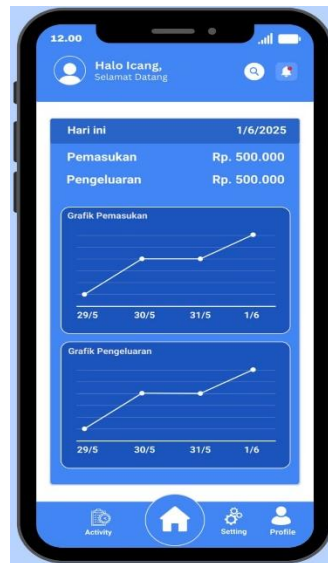 12.00
Halo Icang,
Selamat Datang
Hari ini 1/6/2025
Pemasukan Rp. 500.000
Pengeluaran Rp. 500.000
Grafik Pemasukan
29/5 30/5 31/5 1/6
Grafik Pengeluaran
29/5 30/5 31/5 1/6
Activity Setting Profile